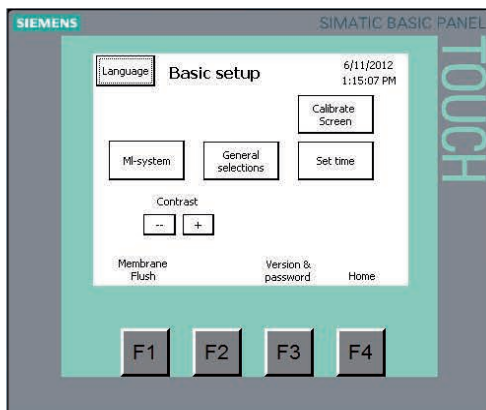 SIEMENS
SIMATIC BASIC PANEL
TOUCH
Language
Basic setup
6/11/2012
1:15:07 PM
Calibrate
Screen
MI-system
General
selections
Set time
Contrast
--
+
Membrane
Flush
Version &
password
Home
F1
F2
F3
F4